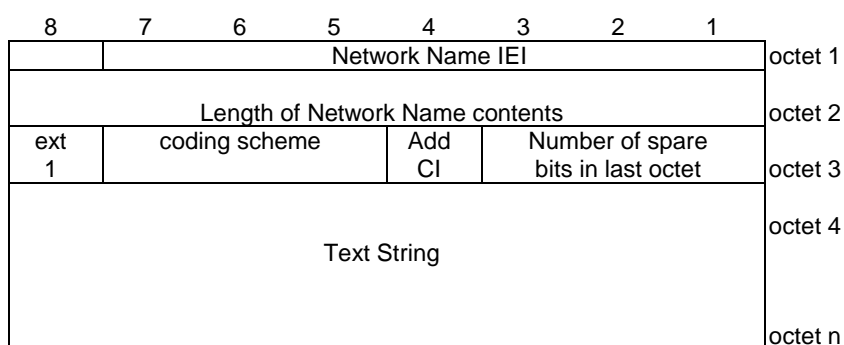 8 7 6 5 4 3 2 1
Network Name IEI octet 1
Length of Network Name contents octet 2
ext coding scheme Add Number of spare
1 CI bits in last octet octet 3
octet 4
Text String
octet n